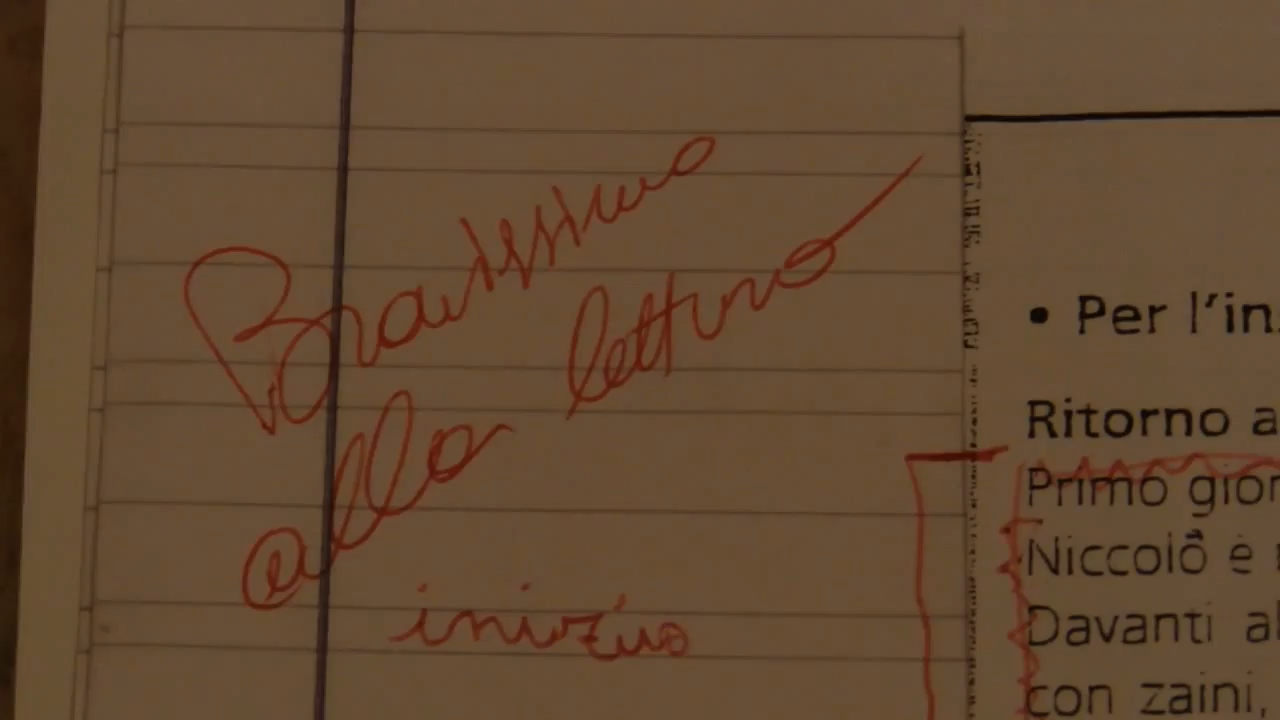 Bravissimo
alla lettura
inizio
• Per l'in
Ritorno a
Primo gior
Niccolò è
Davanti al
con zaini,